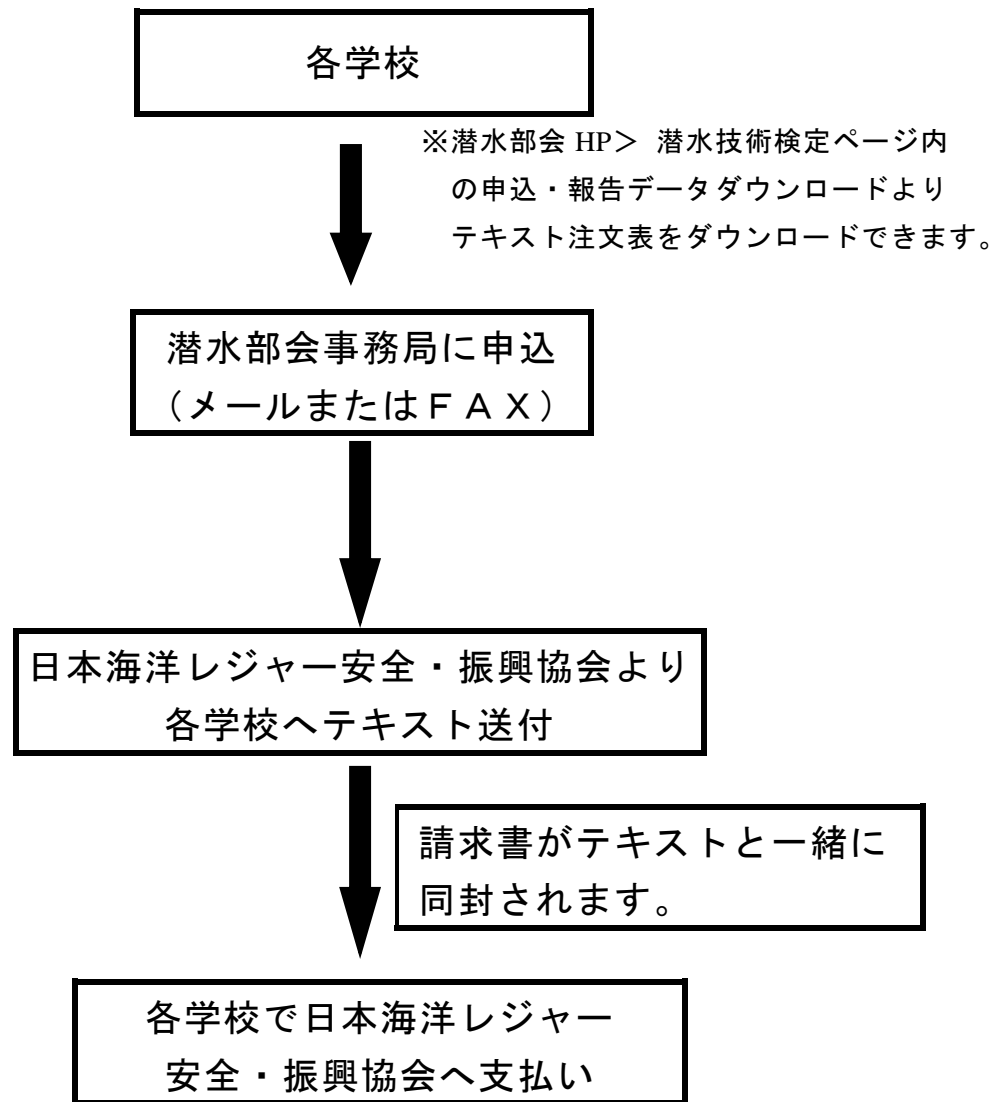 各学校
※潜水部会 HP＞ 潜水技術検定ページ内
の申込・報告データダウンロードより
テキスト注文表をダウンロードできます。
潜水部会事務局に申込
（メールまたはＦＡＸ）
日本海洋レジャー安全・振興協会より
各学校へテキスト送付
請求書がテキストと一緒に
同封されます。
各学校で日本海洋レジャー
安全・振興協会へ支払い